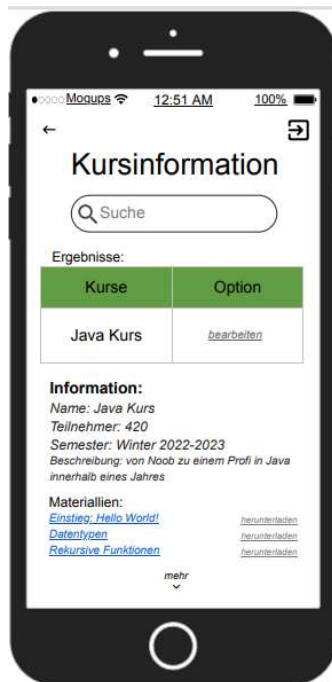 Moqups 12:51 AM 100%
Kursinformation
Suche
Ergebnisse:
Kurse Option
Java Kurs bearbeiten
Information:
Name: Java Kurs
Teilnehmer: 420
Semester: Winter 2022-2023
Beschreibung: von Noob zu einem Profi in Java
innerhalb eines Jahres
Materiallien:
Einstieg: Hello World! herunterladen
Datentypen herunterladen
Rekursive Funktionen herunterladen
mehr